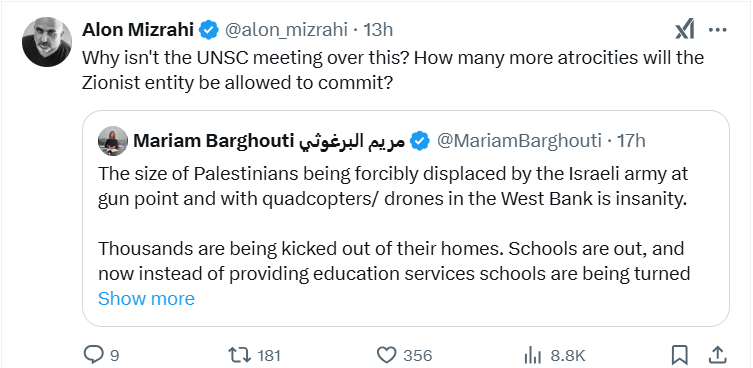 Alon Mizrahi @alon_mizrahi · 13h
Why isn't the UNSC meeting over this? How many more atrocities will the
Zionist entity be allowed to commit?
Mariam Barghouti مريم البرغوثي @MariamBarghouti · 17h
The size of Palestinians being forcibly displaced by the Israeli army at
gun point and with quadcopters/ drones in the West Bank is insanity.
Thousands are being kicked out of their homes. Schools are out, and
now instead of providing education services schools are being turned
Show more
9 181 356 8.8K